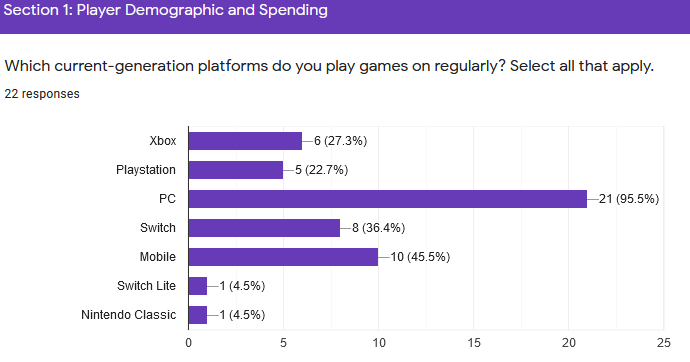 Section 1: Player Demographic and Spending
Which current-generation platforms do you play games on regularly? Select all that apply.
22 responses
Xbox 6 (27.3%)
Playstation 5 (22.7%)
PC 21 (95.5%)
Switch 8 (36.4%)
Mobile 10 (45.5%)
Switch Lite 1 (4.5%)
Nintendo Classic 1 (4.5%)
0 5 10 15 20 25